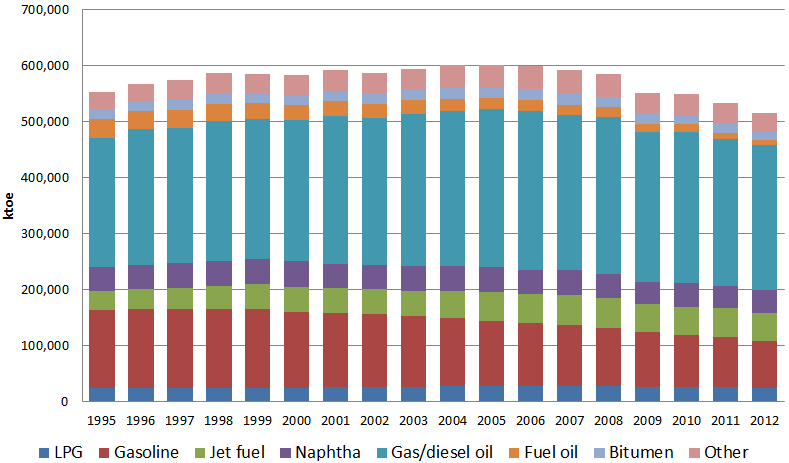 700,000
600,000
500,000
400,000
300,000
200,000
100,000
0
ktoe
1995 1996 1997 1998 1999 2000 2001 2002 2003 2004 2005 2006 2007 2008 2009 2010 2011 2012
LPG Gasoline Jet fuel Naphtha Gas/diesel oil Fuel oil Bitumen Other